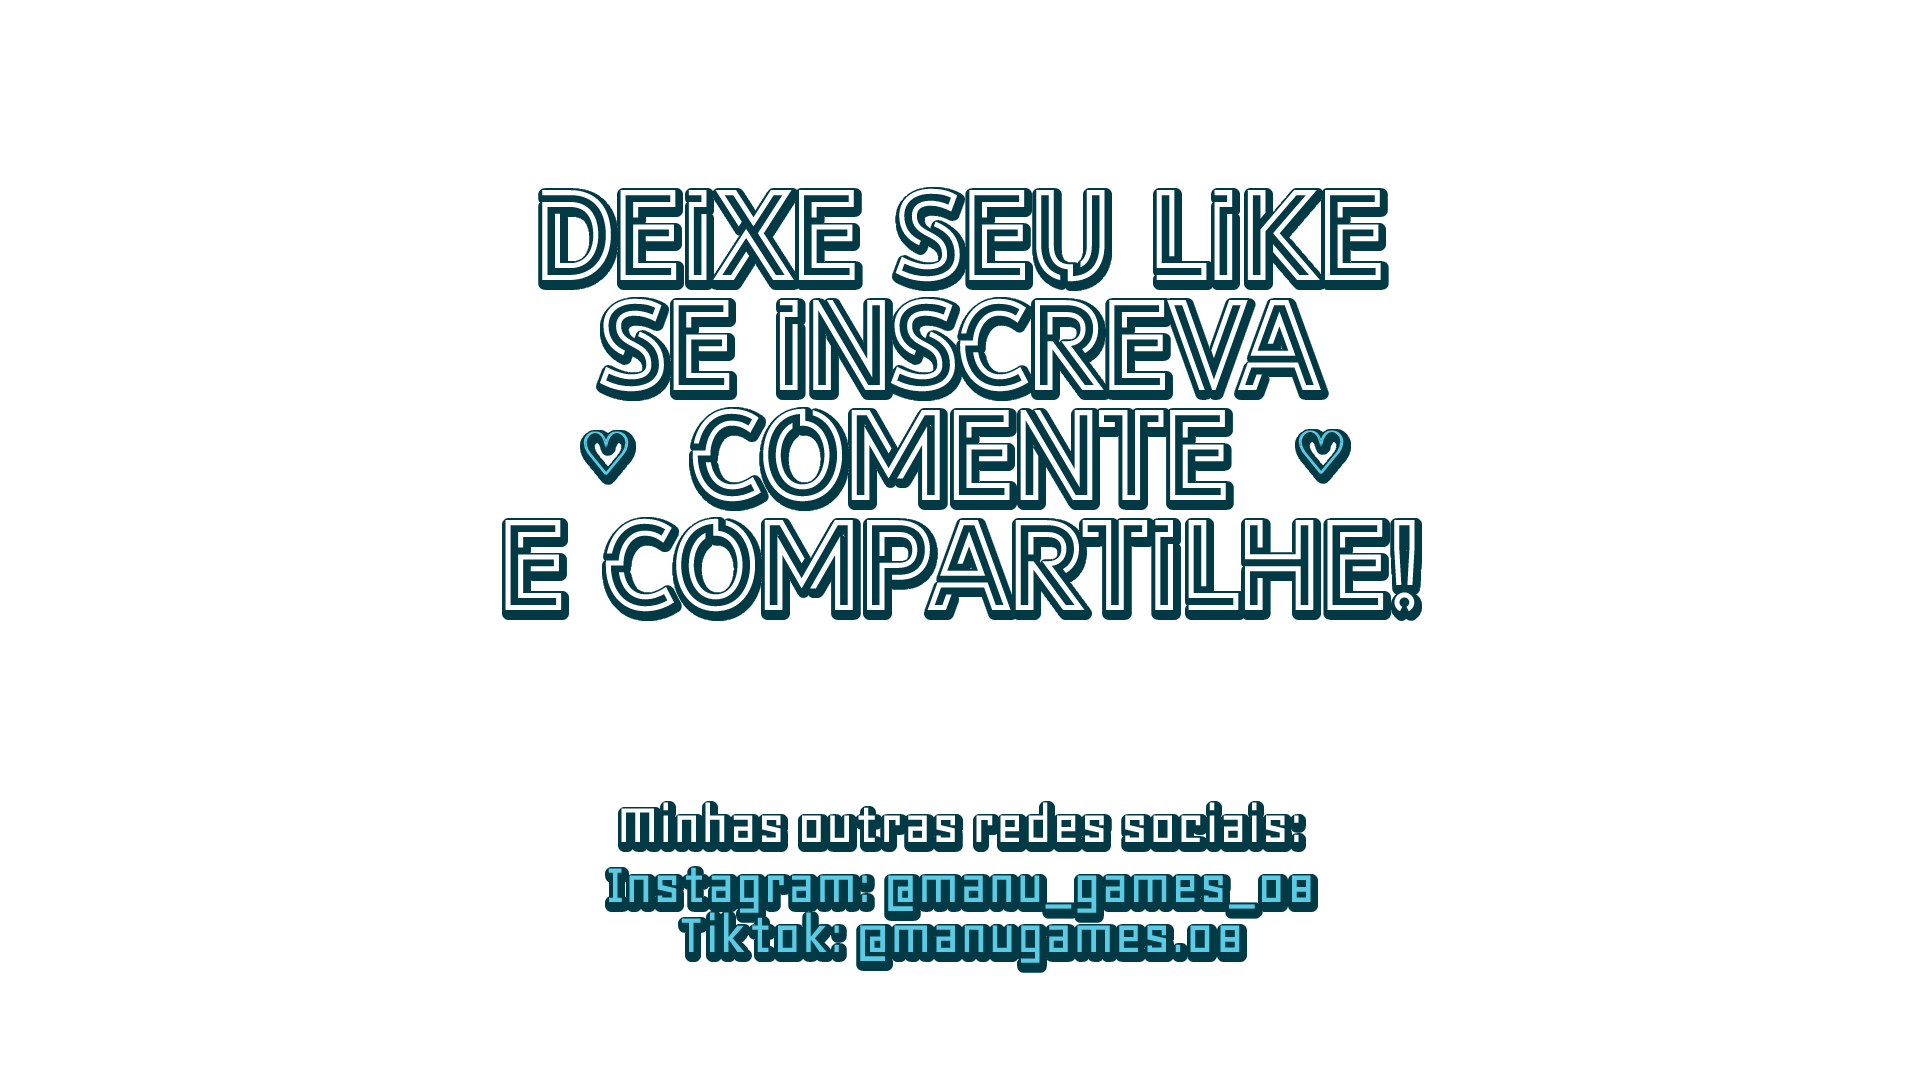 DEiXE SEU LiKE
SE iNSCREVA
COMENTE
E COMPARTiLHE!
Minhas outras redes sociais:
Instagram: @manu_games_08
Tiktok: @manugames.08